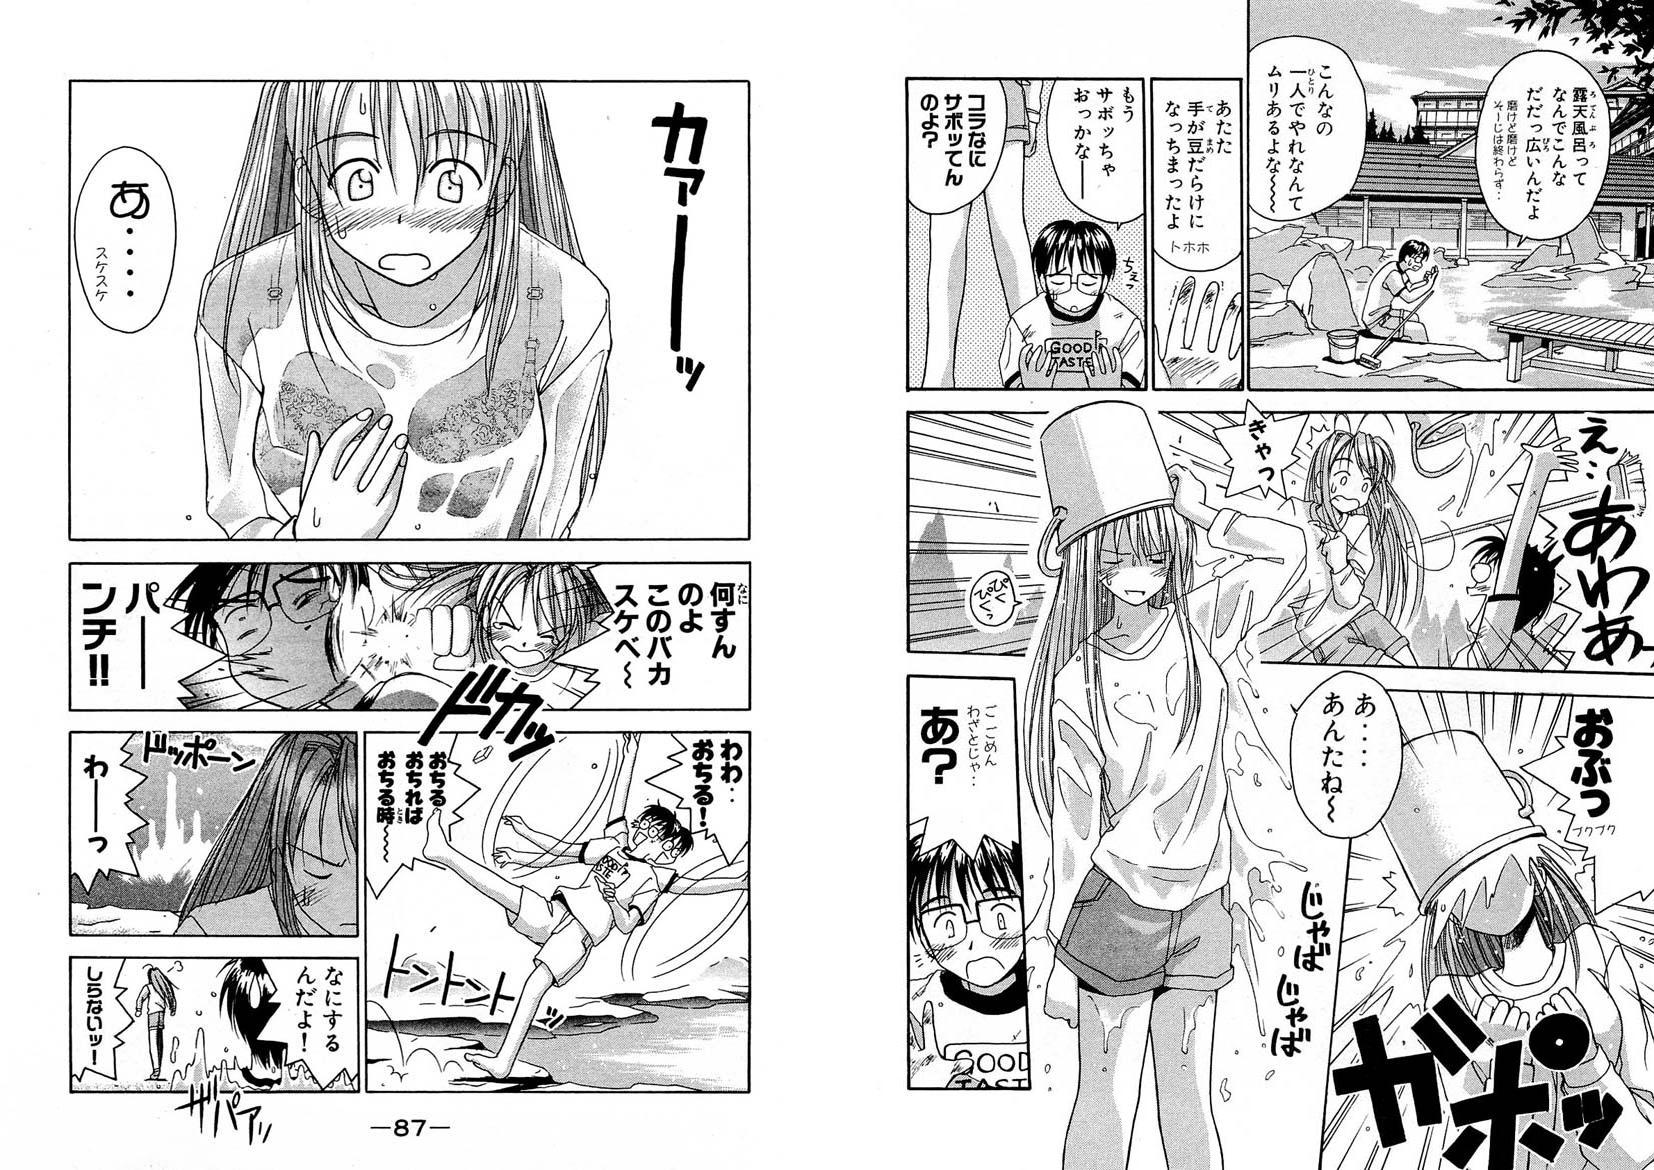 露天風呂って
なんでこんな
だだっ広いんだよ
磨けど磨けど
そーじは終わらず‥
こんなの
一人でやれなんて
ムリあるよな〜〜
あたた
手が豆だらけに
なっちまったよ
トホホ
もう
サボッちゃ
おっかな──
ちぇっ
GOOD
TASTE
コラなに
サボッてん
のよ?
え‥
あわわあ
きゃっ
ぴくぴくっ
おぶっ
ブクブク
ガポッ
あ‥‥
あんたね〜
じゃば
じゃば
ごごめん
わざとじゃ‥
あ?
GOOD
TAST
カアーーッ
あ‥‥‥
スケスケ
何すん
のよ
このバカ
スケベ〜
パ──
ンチ!!
ドカッ
わわ‥
おちる!
おちる
おちれば
おちる時〜
OOD
STE
トントント
ッ
ドッポーン
わーーっ
なにする
んだよ!
しらないッ!
ザパアッ
—87—